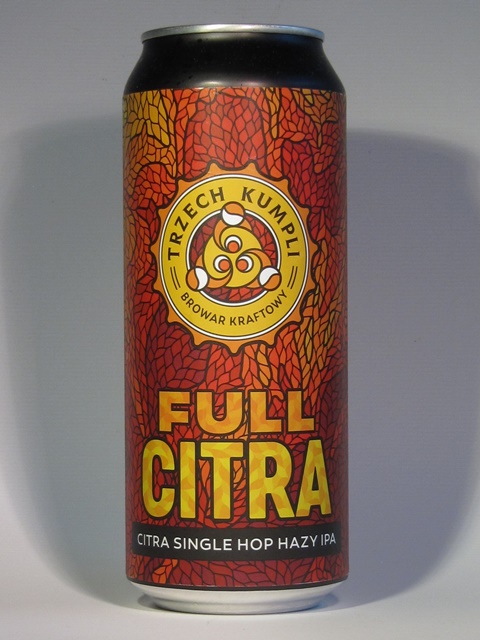 TRZECH KUMPLI
BROWAR KRAFTOWY
FULL
CITRA
CITRA SINGLE HOP HAZY IPA